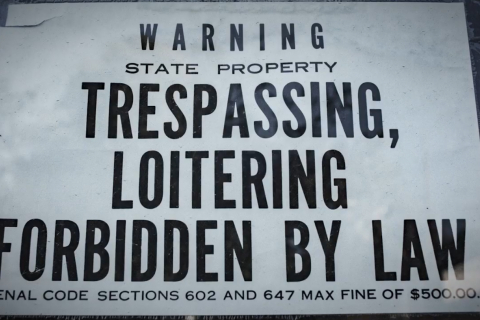 WARNING
STATE PROPERTY
TRESPASSING,
LOITERING
FORBIDDEN BY LAW
ENAL CODE SECTIONS 602 AND 647 MAX FINE OF $500.00.